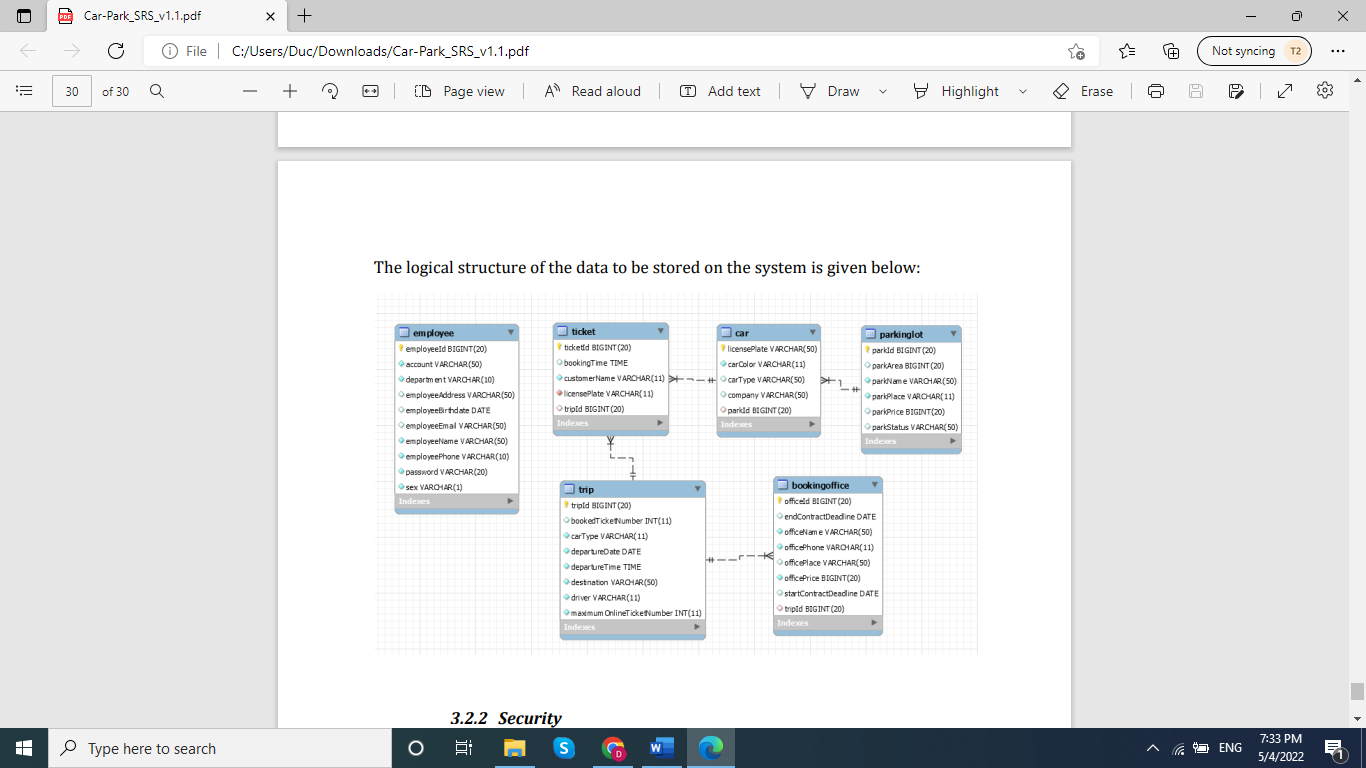 Car-Park_SRS_v1.1.pdf
File
C:/Users/Duc/Downloads/Car-Park_SRS_v1.1.pdf
Not syncing
T2
30
of 30
Page view
Read aloud
Add text
Draw
Highlight
Erase
The logical structure of the data to be stored on the system is given below:
employee
employeeId BIGINT(20)
account VARCHAR(50)
department VARCHAR(10)
employeeAddress VARCHAR(50)
employeeBirthdate DATE
employeeEmail VARCHAR(50)
employeeName VARCHAR(50)
employeePhone VARCHAR(10)
password VARCHAR(20)
sex VARCHAR(1)
Indexes
ticket
ticketId BIGINT(20)
bookingTime TIME
customerName VARCHAR(11)
licensePlate VARCHAR(11)
tripId BIGINT(20)
Indexes
car
licensePlate VARCHAR(50)
carColor VARCHAR(11)
carType VARCHAR(50)
company VARCHAR(50)
parkId BIGINT(20)
Indexes
parkinglot
parkId BIGINT(20)
parkArea BIGINT(20)
parkName VARCHAR(50)
parkPlace VARCHAR(11)
parkPrice BIGINT(20)
parkStatus VARCHAR(50)
Indexes
trip
tripId BIGINT(20)
bookedTicketNumber INT(11)
carType VARCHAR(11)
departureDate DATE
departureTime TIME
destination VARCHAR(50)
driver VARCHAR(11)
maximumOnlineTicketNumber INT(11)
Indexes
bookingoffice
officeId BIGINT(20)
endContractDeadline DATE
officeName VARCHAR(50)
officePhone VARCHAR(11)
officePlace VARCHAR(50)
officePrice BIGINT(20)
startContractDeadline DATE
tripId BIGINT(20)
Indexes
3.2.2 Security
Type here to search
ENG
7:33 PM
5/4/2022
1